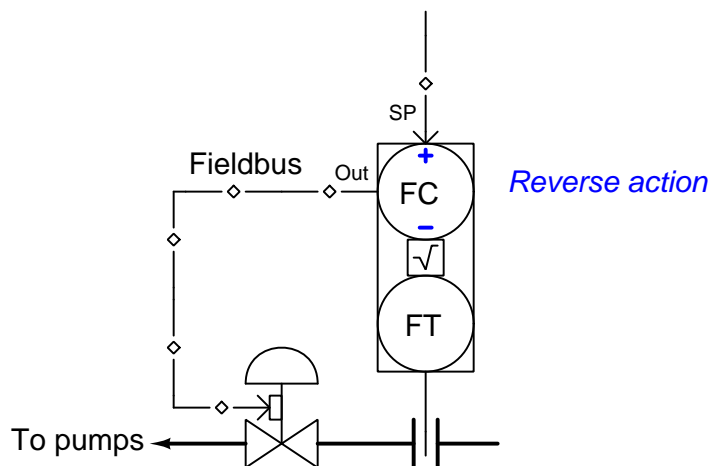 SP
+
Fieldbus
Out
FC
Reverse action
−
√
FT
To pumps